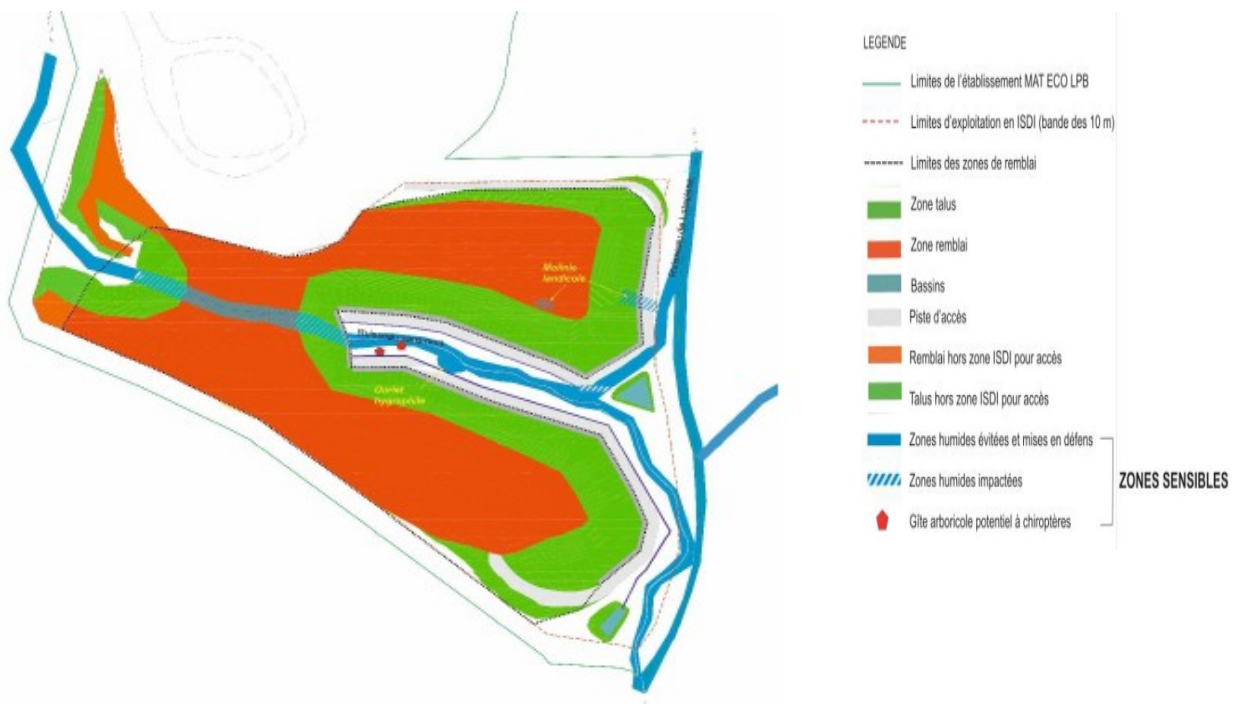 LEGENDE
Limites de l'établissement MAT ECO LPB
Limites d'exploitation en ISDI (bande des 10 m)
Limites des zones de remblai
Zone talus
Zone remblai
Bassins
Piste d'accès
Remblai hors zone ISDI pour accès
Talus hors zone ISDI pour accès
Zones humides évitées et mises en défens
Zones humides impactées
Gîte arboricole potentiel à chiroptères
ZONES SENSIBLES
Molinie
landicole
hygrophile